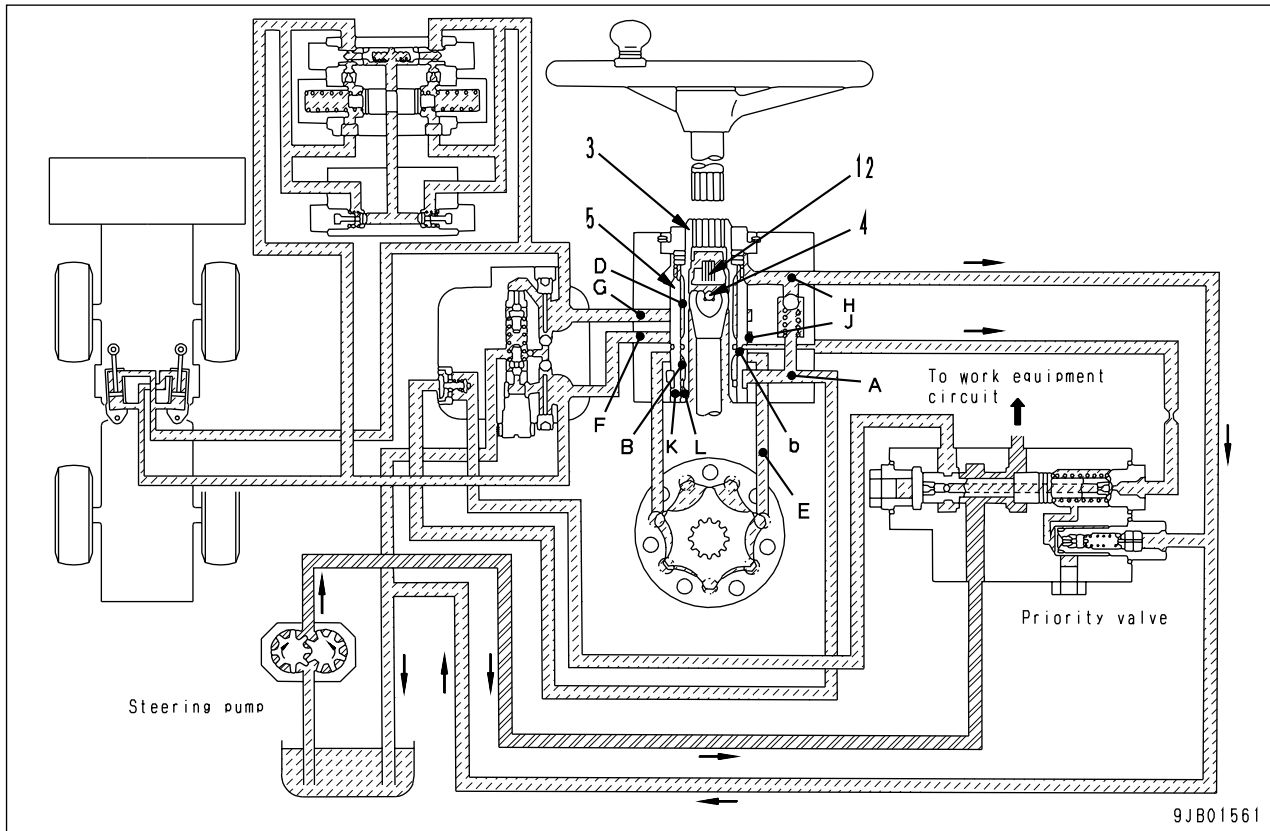 3
12
5
4
D
G
H
J
A
To work equipment
circuit
F
B
K
L
b
E
Priority valve
Steering pump
9JB01561